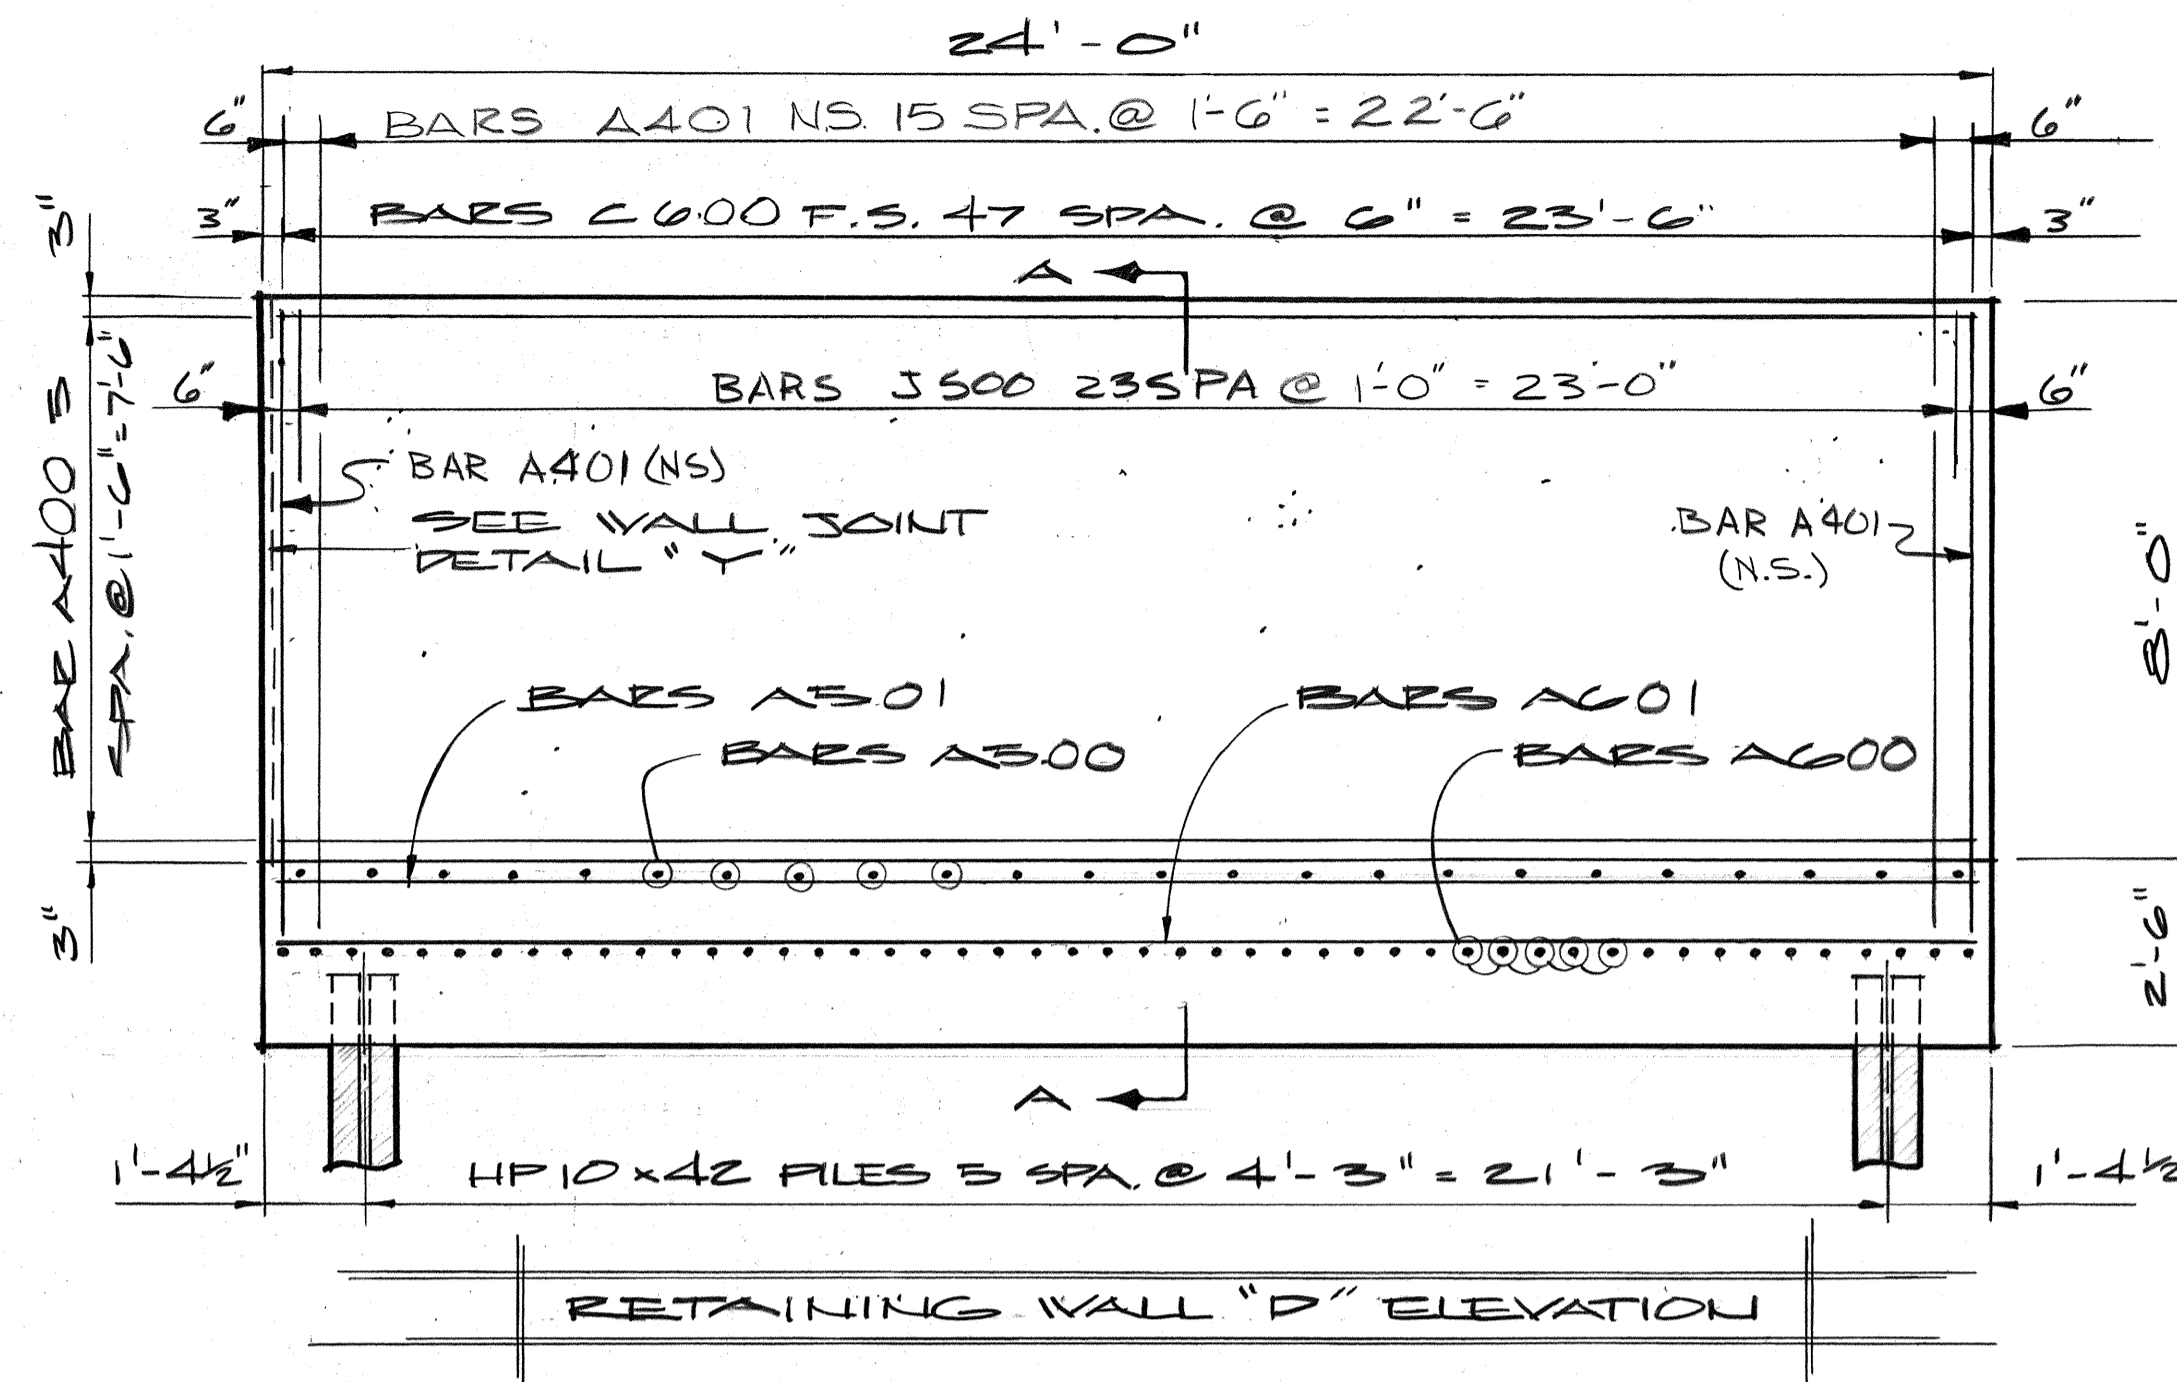 24'-0"
6" BARS A401 N.S. 15 SPA. @ 1'-6" = 22'-6" 6"
3" BARS C600 F.S. 47 SPA. @ 6" = 23'-6" 3"
3"
A
BAR A400 5
SPA. @ 1'-6" = 7'-6"
6" BARS J500 23 SPA @ 1'-0" = 23'-0" 6"
BAR A401 (NS)
SEE WALL JOINT
DETAIL "Y"
BAR A401
(N.S.)
8'-0"
BARS A501 BARS A601
BARS A500 BARS A600
3"
2'-6"
A
1'-4½" HP 10 x 42 PILES 5 SPA. @ 4'-3" = 21'-3" 1'-4½
RETAINING WALL "D" ELEVATION